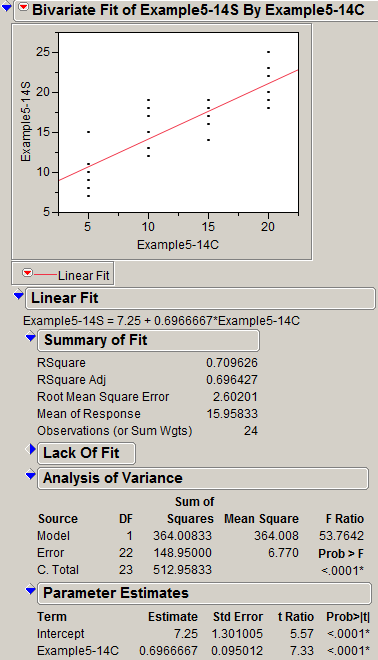 Bivariate Fit of Example5-14S By Example5-14C
25
20
15
10
5
Example5-14S
5 10 15 20
Example5-14C
Linear Fit
Linear Fit
Example5-14S = 7.25 + 0.6966667*Example5-14C
Summary of Fit
RSquare 0.709626
RSquare Adj 0.696427
Root Mean Square Error 2.60201
Mean of Response 15.95833
Observations (or Sum Wgts) 24
Lack Of Fit
Analysis of Variance
Sum of
Source DF Squares Mean Square F Ratio
Model 1 364.00833 364.008 53.7642
Error 22 148.95000 6.770 Prob > F
C. Total 23 512.95833 <.0001*
Parameter Estimates
Term Estimate Std Error t Ratio Prob>|t|
Intercept 7.25 1.301005 5.57 <.0001*
Example5-14C 0.6966667 0.095012 7.33 <.0001*